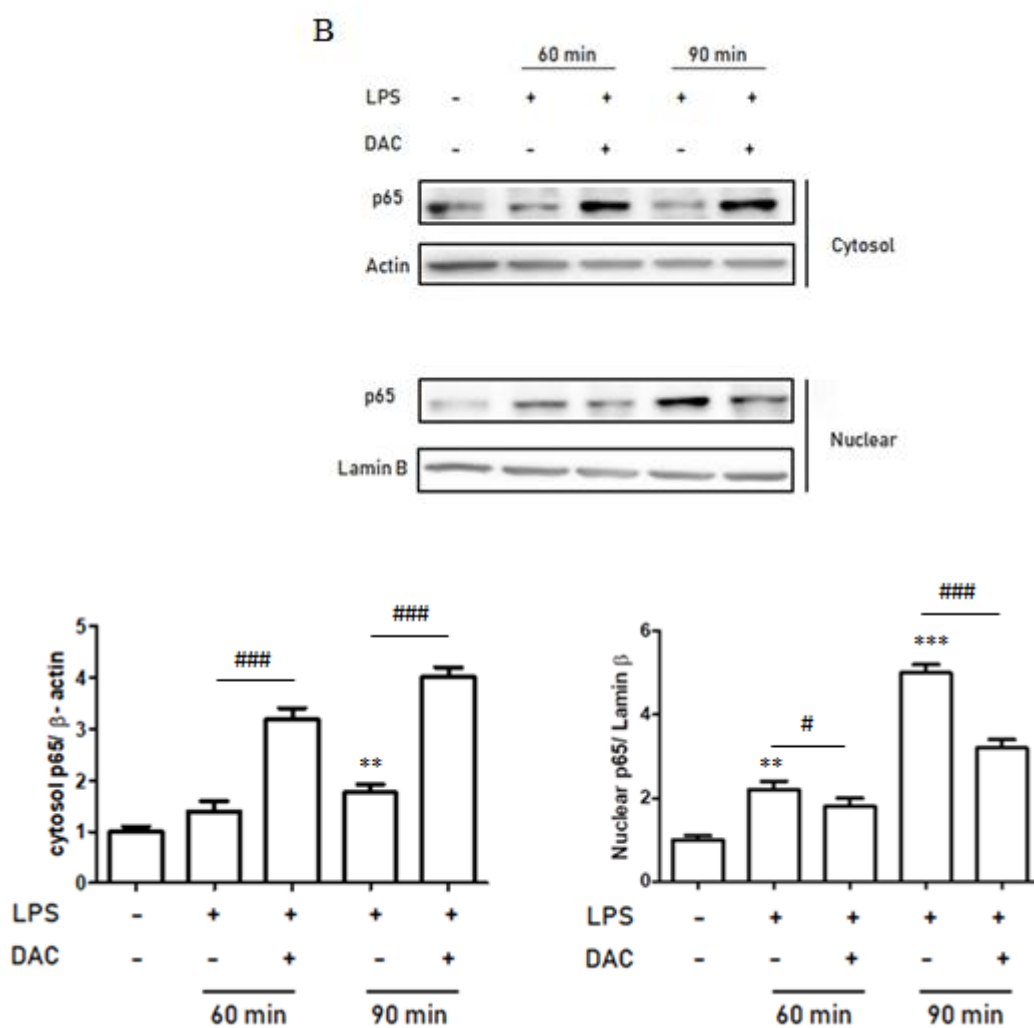 B
60 min 90 min
LPS - + + + +
DAC - - + - +
p65
Actin
Cytosol
p65
Lamin B
Nuclear
cytosol p65/ β- actin
5
4
3
2
1
0
###
**
###
LPS - + + + +
DAC - - + - +
60 min 90 min
Nuclear p65/ Lamin β
6
4
2
0
**
#
***
###
LPS - + + + +
DAC - - + - +
60 min 90 min